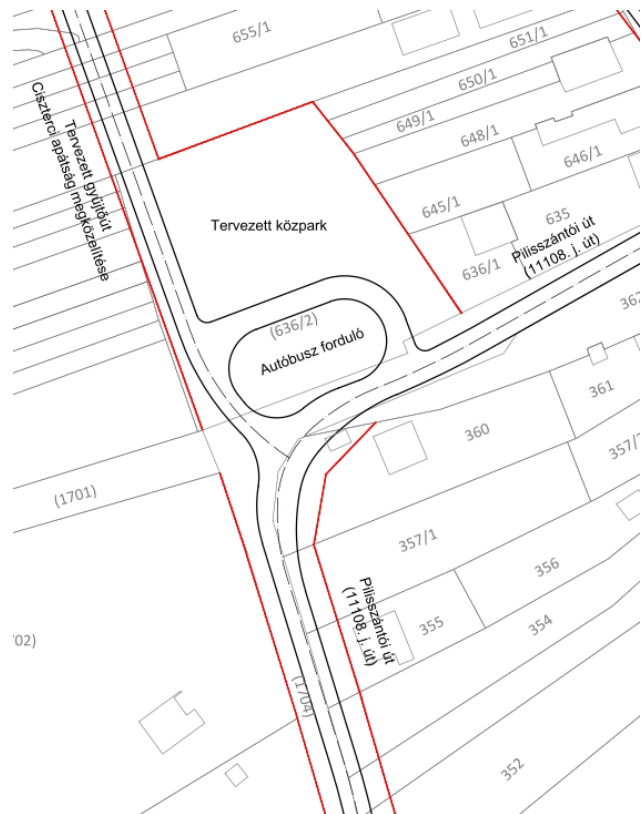 655/1
651/1
650/1
649/1
648/1
646/1
645/1
635
636/1
Tervezett gyűjtőút
Ciszterci apátság megközelítése
Tervezett közpark
Pilisszántói út
(11108. j. út)
(636/2)
Autóbusz forduló
361
360
(1701)
357/1
356
Pilisszántói út
(11108. j. út)
355
354
(1704)
352